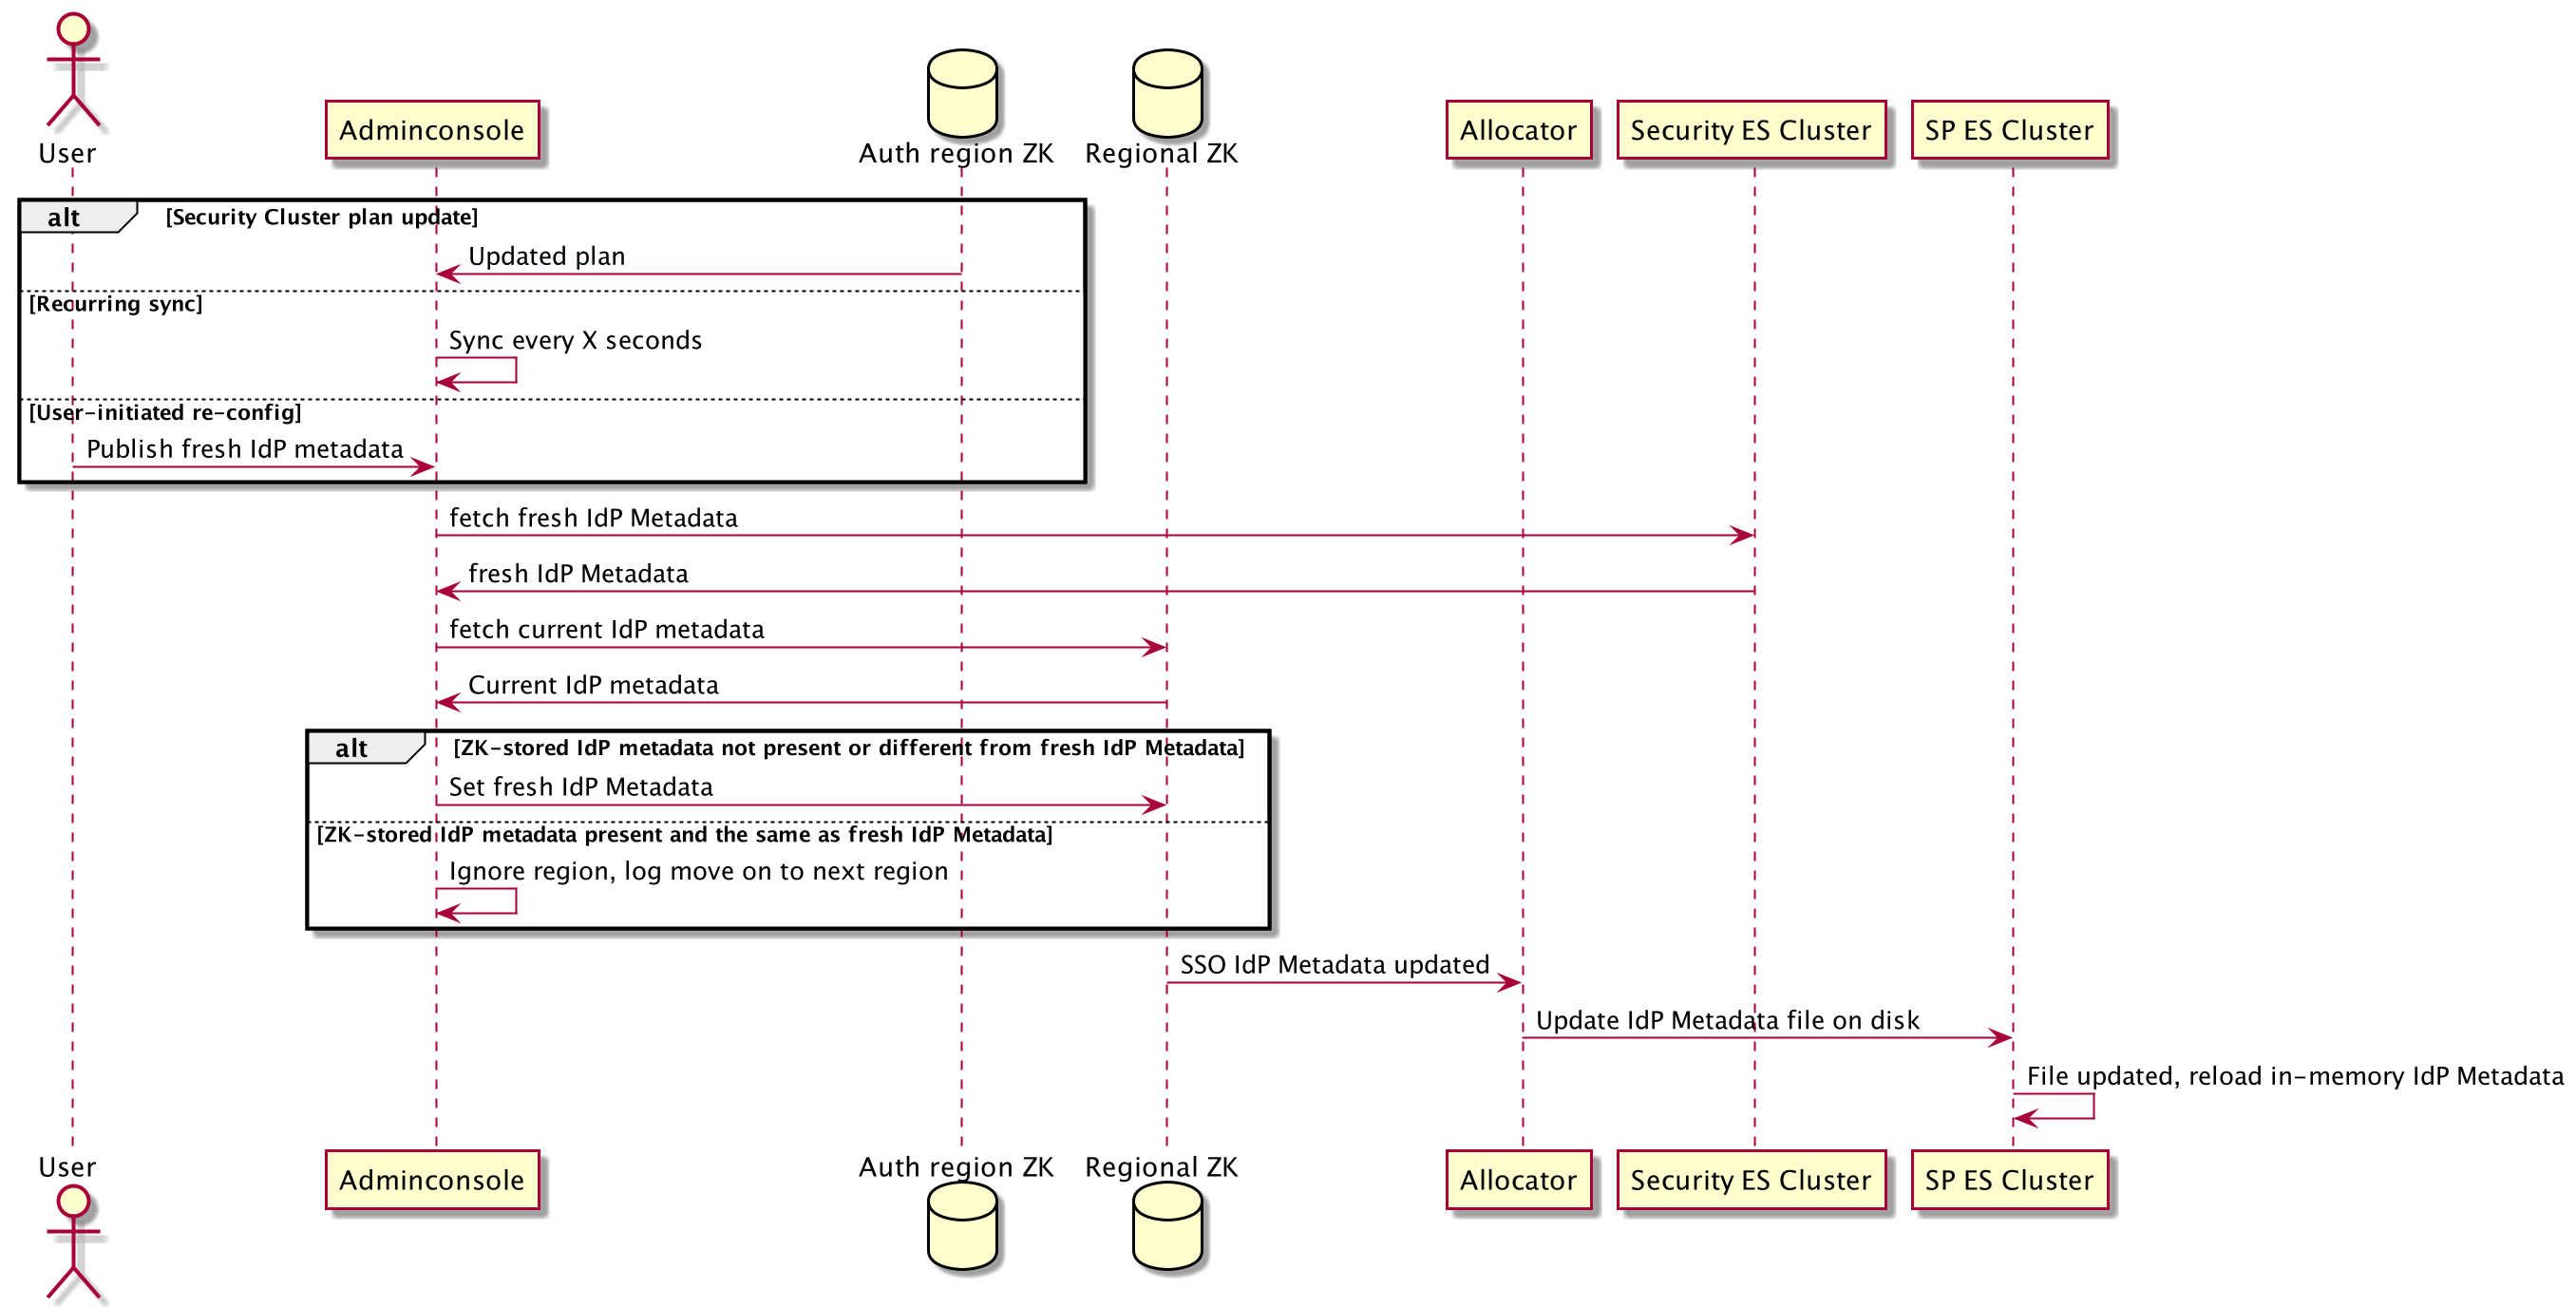 User
Adminconsole
Auth region ZK
Regional ZK
Allocator
Security ES Cluster
SP ES Cluster
alt [Security Cluster plan update]
Updated plan
[Recurring sync]
Sync every X seconds
[User-initiated re-config]
Publish fresh IdP metadata
fetch fresh IdP Metadata
fresh IdP Metadata
fetch current IdP metadata
Current IdP metadata
alt [ZK-stored IdP metadata not present or different from fresh IdP Metadata]
Set fresh IdP Metadata
[ZK-stored IdP metadata present and the same as fresh IdP Metadata]
Ignore region, log move on to next region
SSO IdP Metadata updated
Update IdP Metadata file on disk
File updated, reload in-memory IdP Metadata
User
Adminconsole
Auth region ZK
Regional ZK
Allocator
Security ES Cluster
SP ES Cluster